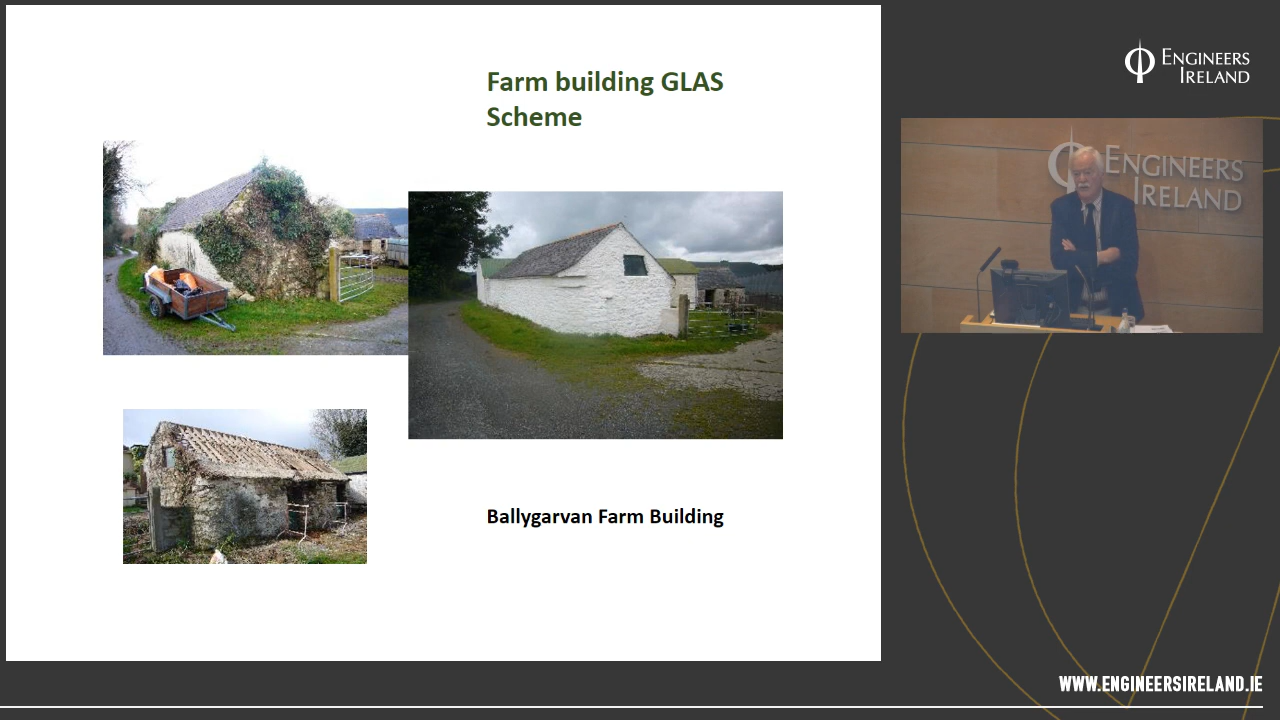 Farm building GLAS
Scheme
Ballygarvan Farm Building
ENGINEERS
IRELAND
ENGINEERS
IRELAND
WWW.ENGINEERSIRELAND.IE